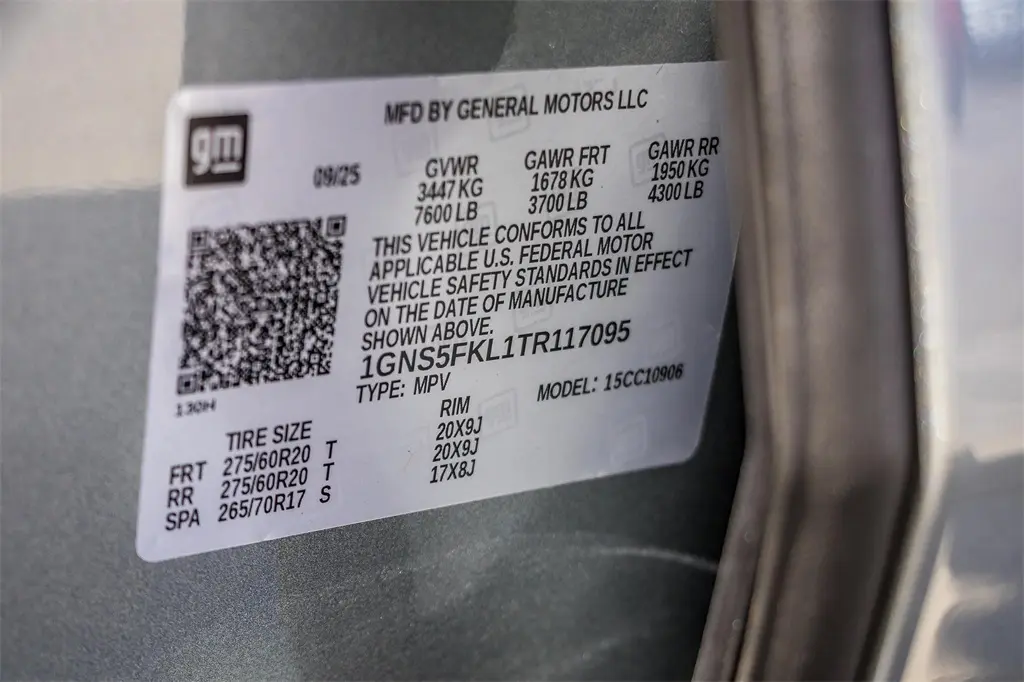 gm
MFD BY GENERAL MOTORS LLC
09/25
GVWR GAWR FRT GAWR RR
3447 KG 1678 KG 1950 KG
7600 LB 3700 LB 4300 LB
THIS VEHICLE CONFORMS TO ALL
APPLICABLE U.S. FEDERAL MOTOR
VEHICLE SAFETY STANDARDS IN EFFECT
ON THE DATE OF MANUFACTURE
SHOWN ABOVE.
1GNS5FKL1TR117095
TYPE: MPV MODEL: 15CC10906
130H
TIRE SIZE RIM
FRT 275/60R20 T 20X9J
RR 275/60R20 T 20X9J
SPA 265/70R17 S 17X8J